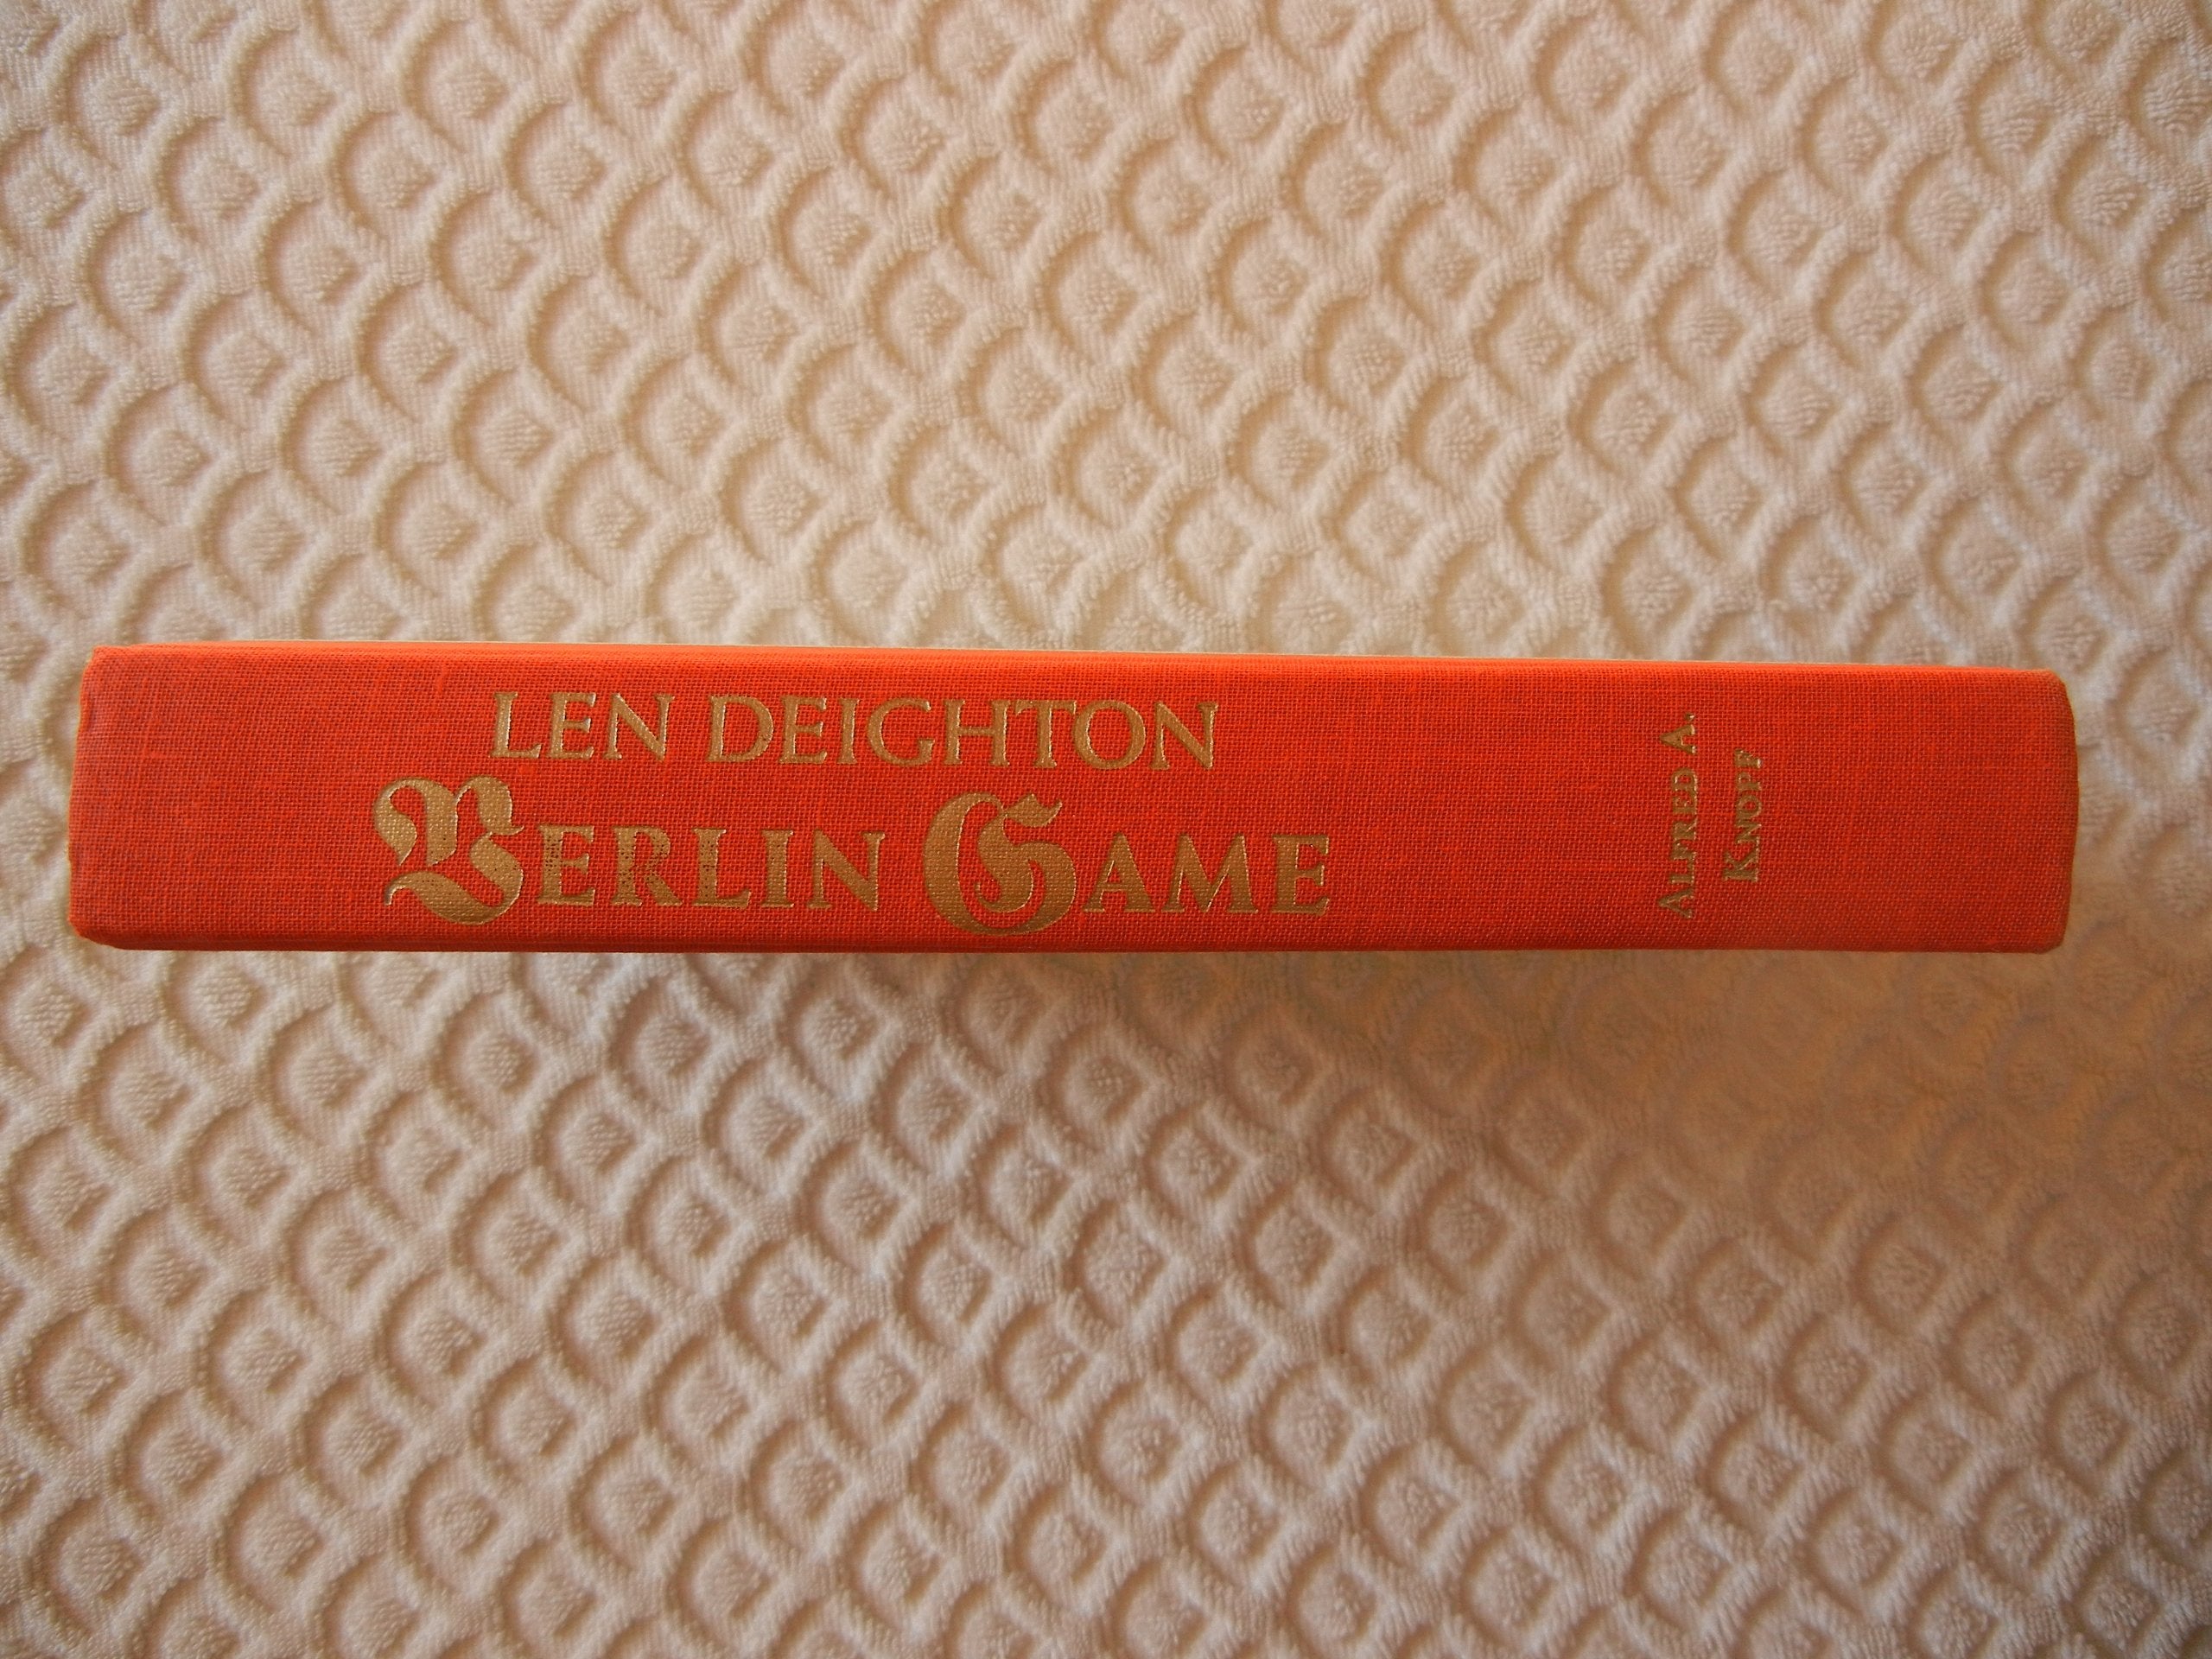 LEN DEIGHTON
BERLIN GAME
ALFRED A.
KNOPF